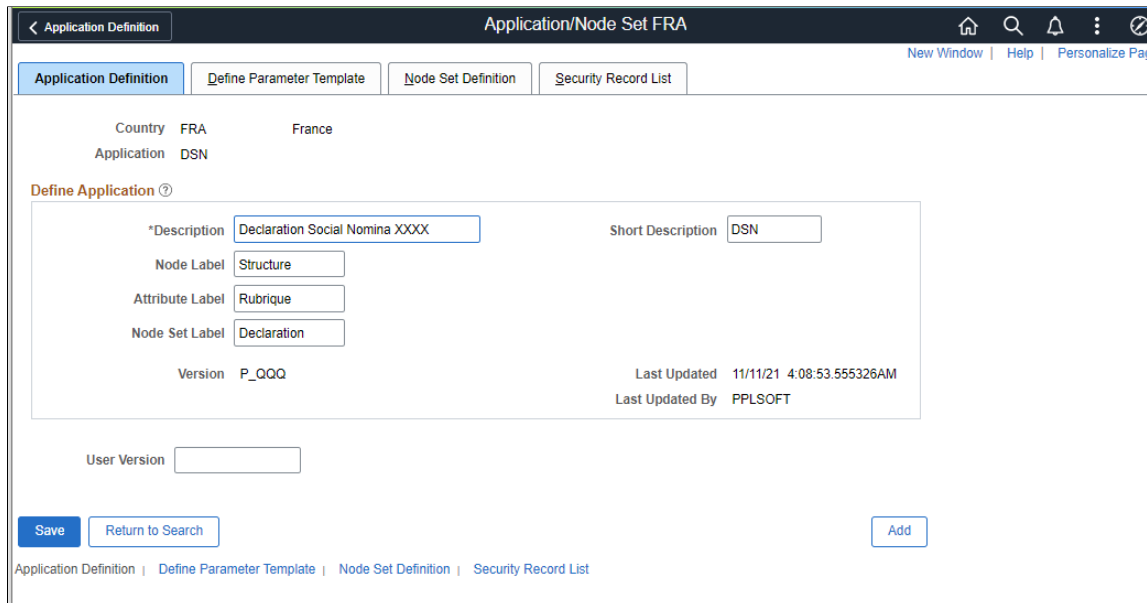 Application Definition
Application/Node Set FRA
New Window | Help | Personalize Pag
Application Definition Define Parameter Template Node Set Definition Security Record List
Country FRA France
Application DSN
Define Application
*Description Declaration Social Nomina XXXX Short Description DSN
Node Label Structure
Attribute Label Rubrique
Node Set Label Declaration
Version P_QQQ Last Updated 11/11/21 4:08:53.555326AM
Last Updated By PPLSOFT
User Version
Save Return to Search Add
Application Definition | Define Parameter Template | Node Set Definition | Security Record List